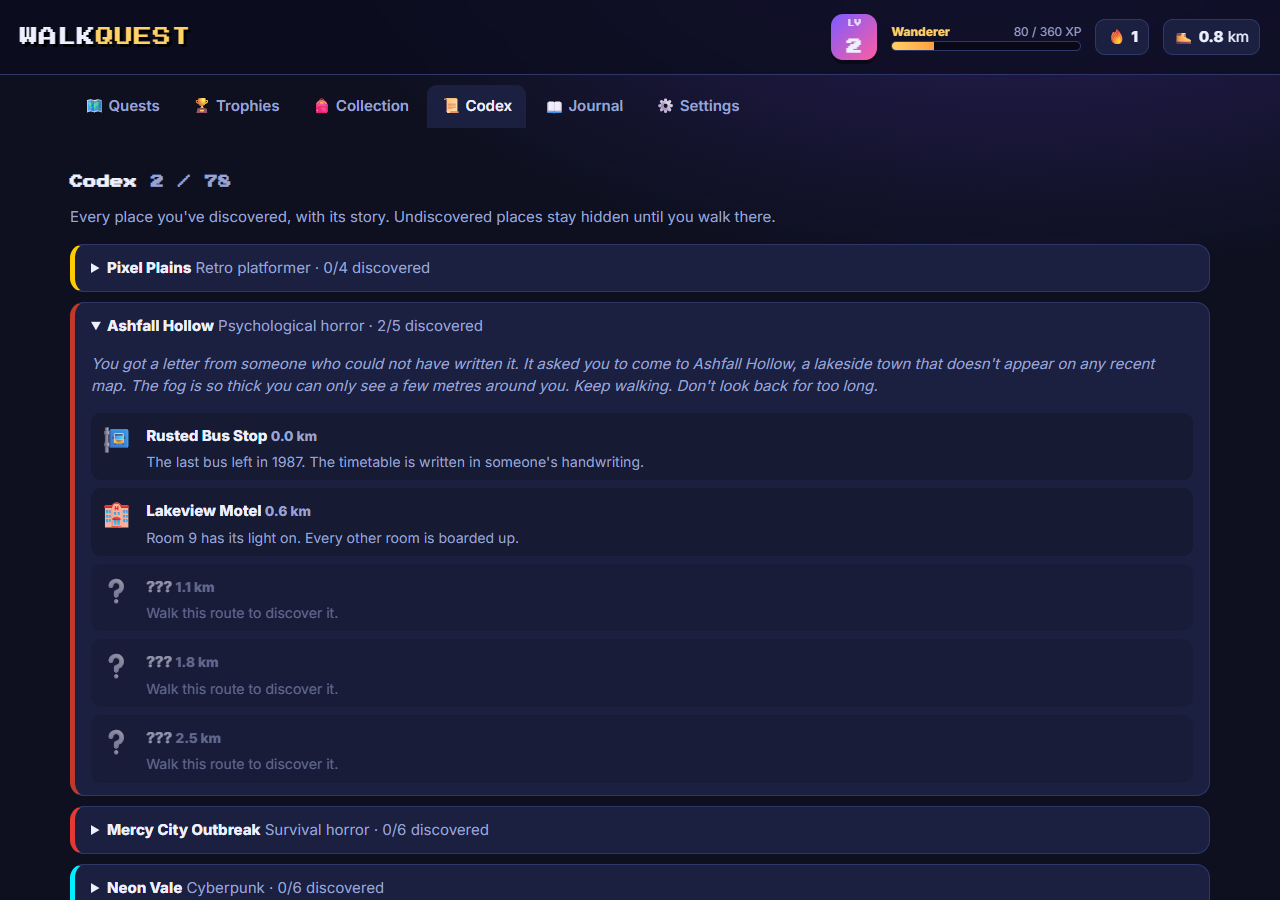 WALKQUEST
LV
2
Wanderer 80 / 360 XP
1
0.8 km
Quests
Trophies
Collection
Codex
Journal
Settings
Codex 2 / 78
Every place you've discovered, with its story. Undiscovered places stay hidden until you walk there.
Pixel Plains Retro platformer · 0/4 discovered
Ashfall Hollow Psychological horror · 2/5 discovered
You got a letter from someone who could not have written it. It asked you to come to Ashfall Hollow, a lakeside town that doesn't appear on any recent
map. The fog is so thick you can only see a few metres around you. Keep walking. Don't look back for too long.
Rusted Bus Stop 0.0 km
The last bus left in 1987. The timetable is written in someone's handwriting.
Lakeview Motel 0.6 km
Room 9 has its light on. Every other room is boarded up.
??? 1.1 km
Walk this route to discover it.
??? 1.8 km
Walk this route to discover it.
??? 2.5 km
Walk this route to discover it.
Mercy City Outbreak Survival horror · 0/6 discovered
Neon Vale Cyberpunk · 0/6 discovered